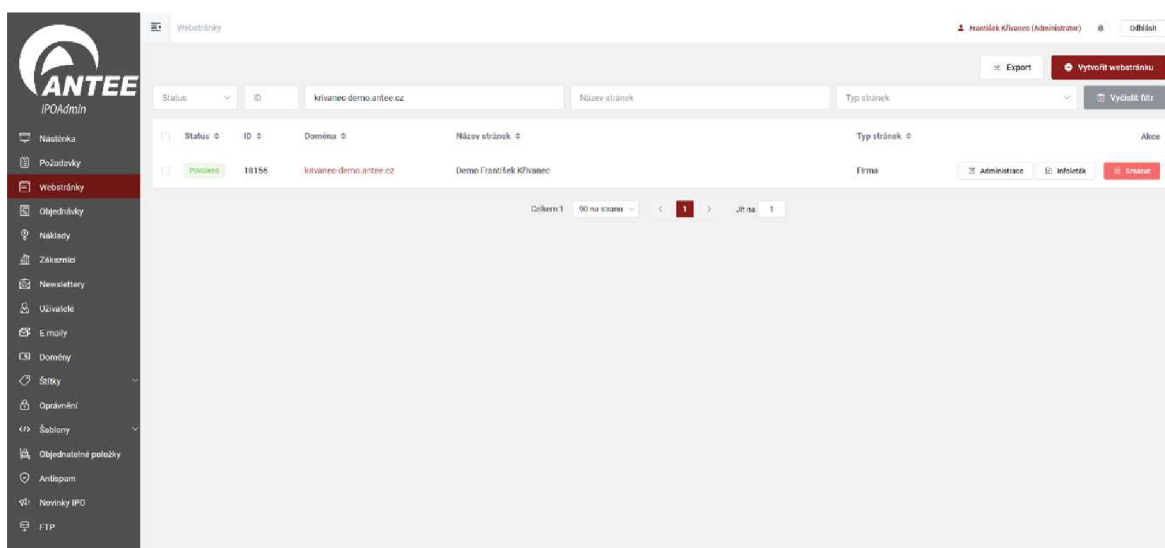 ANTEE
IPOAdmin
Nástěnka
Požadavky
Webstránky
Objednávky
Náklady
Zákazníci
Newslettery
Uživatelé
E-maily
Domény
Štítky
Oprávnění
Šablony
Objednatelné položky
Antispam
Novinky IPO
FTP
Webstránky
František Křivanec (Administrator)
Odhlásit
Export
Vytvořit webstránku
Status
ID
krivanec-demo.antee.cz
Název stránek
Typ stránek
Vyčistit filtr
Status ID Doména Název stránek Typ stránek Akce
Povoleno 18156 krivanec-demo.antee.cz Demo František Křivanec Firma Administrace Infoleták Smazat
Celkem 1 90 na stranu < 1 > Jít na 1